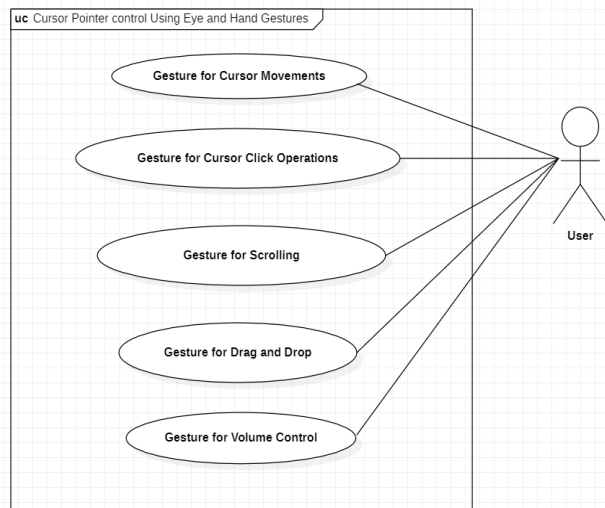 uc Cursor Pointer control Using Eye and Hand Gestures
Gesture for Cursor Movements
Gesture for Cursor Click Operations
User
Gesture for Scrolling
Gesture for Drag and Drop
Gesture for Volume Control